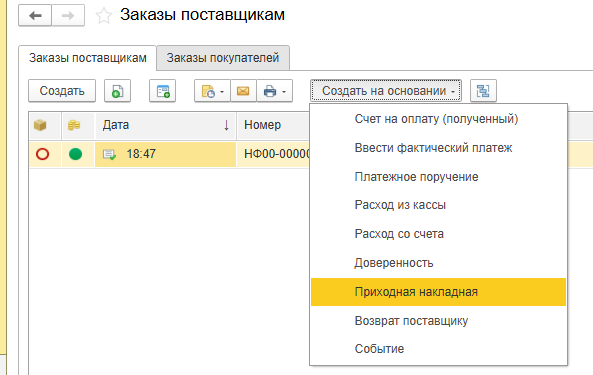 Заказы поставщикам
Заказы поставщикам Заказы покупателей
Создать Создать на основании
Дата ↓ Номер
18:47 НФ00-00000
Счет на оплату (полученный)
Ввести фактический платеж
Платежное поручение
Расход из кассы
Расход со счета
Доверенность
Приходная накладная
Возврат поставщику
Событие